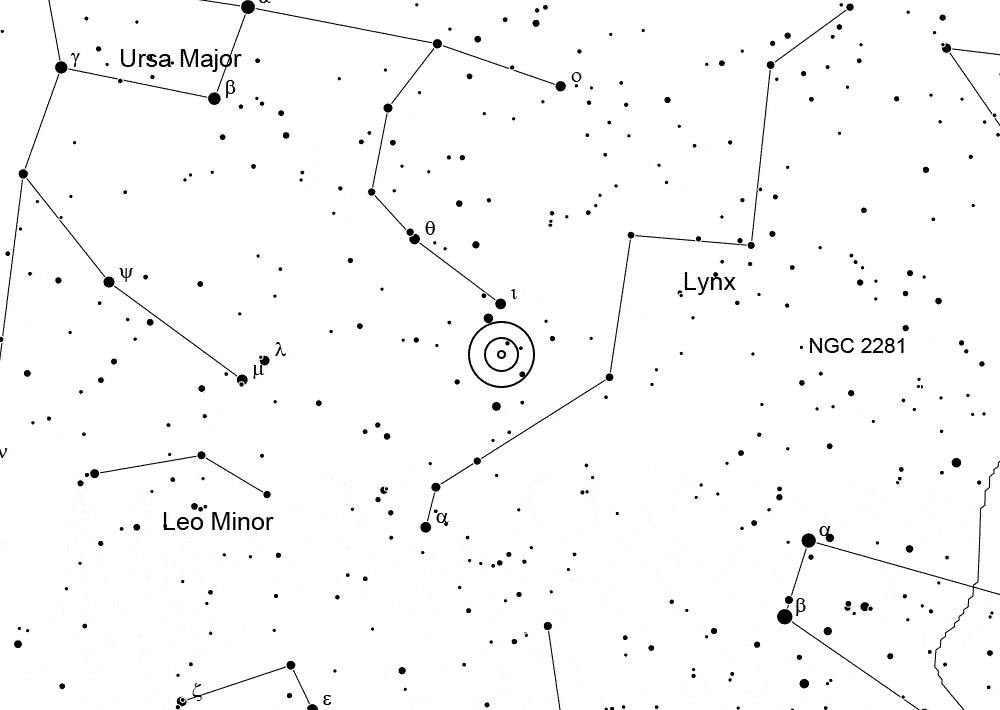 α
γ
Ursa Major
β
ο
θ
ψ
ι
Lynx
λ
μ
NGC 2281
ν
α
Leo Minor
α
β
ζ
ε